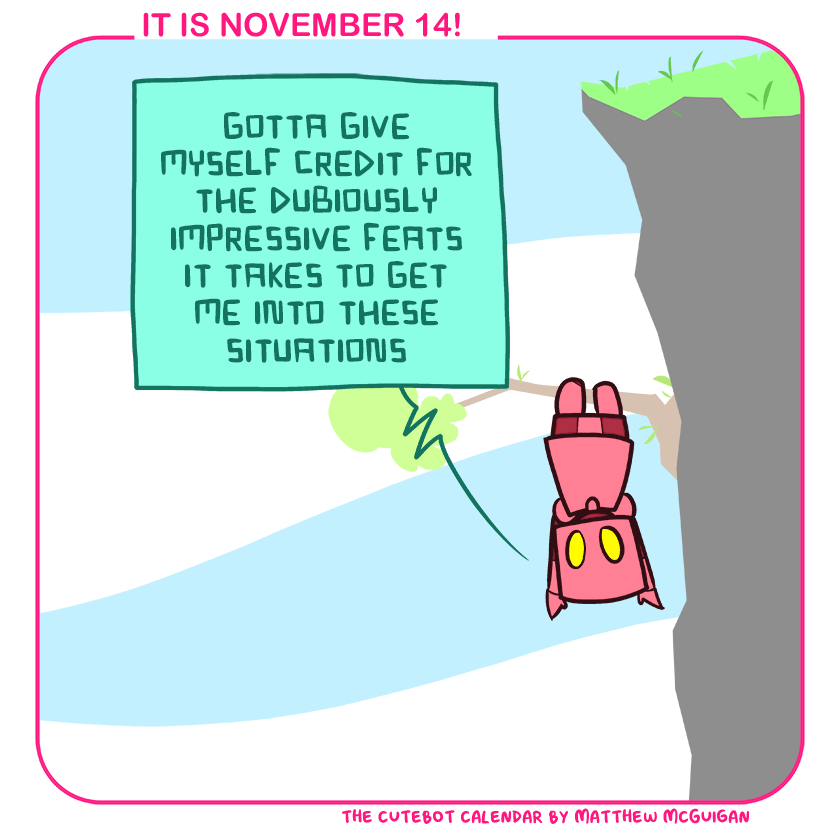 IT IS NOVEMBER 14!
GOTTA GIVE
MYSELF CREDIT FOR
THE DUBIOUSLY
IMPRESSIVE FEATS
IT TAKES TO GET
ME INTO THESE
SITUATIONS
THE CUTEBOT CALENDAR BY MATTHEW MCGUIGAN